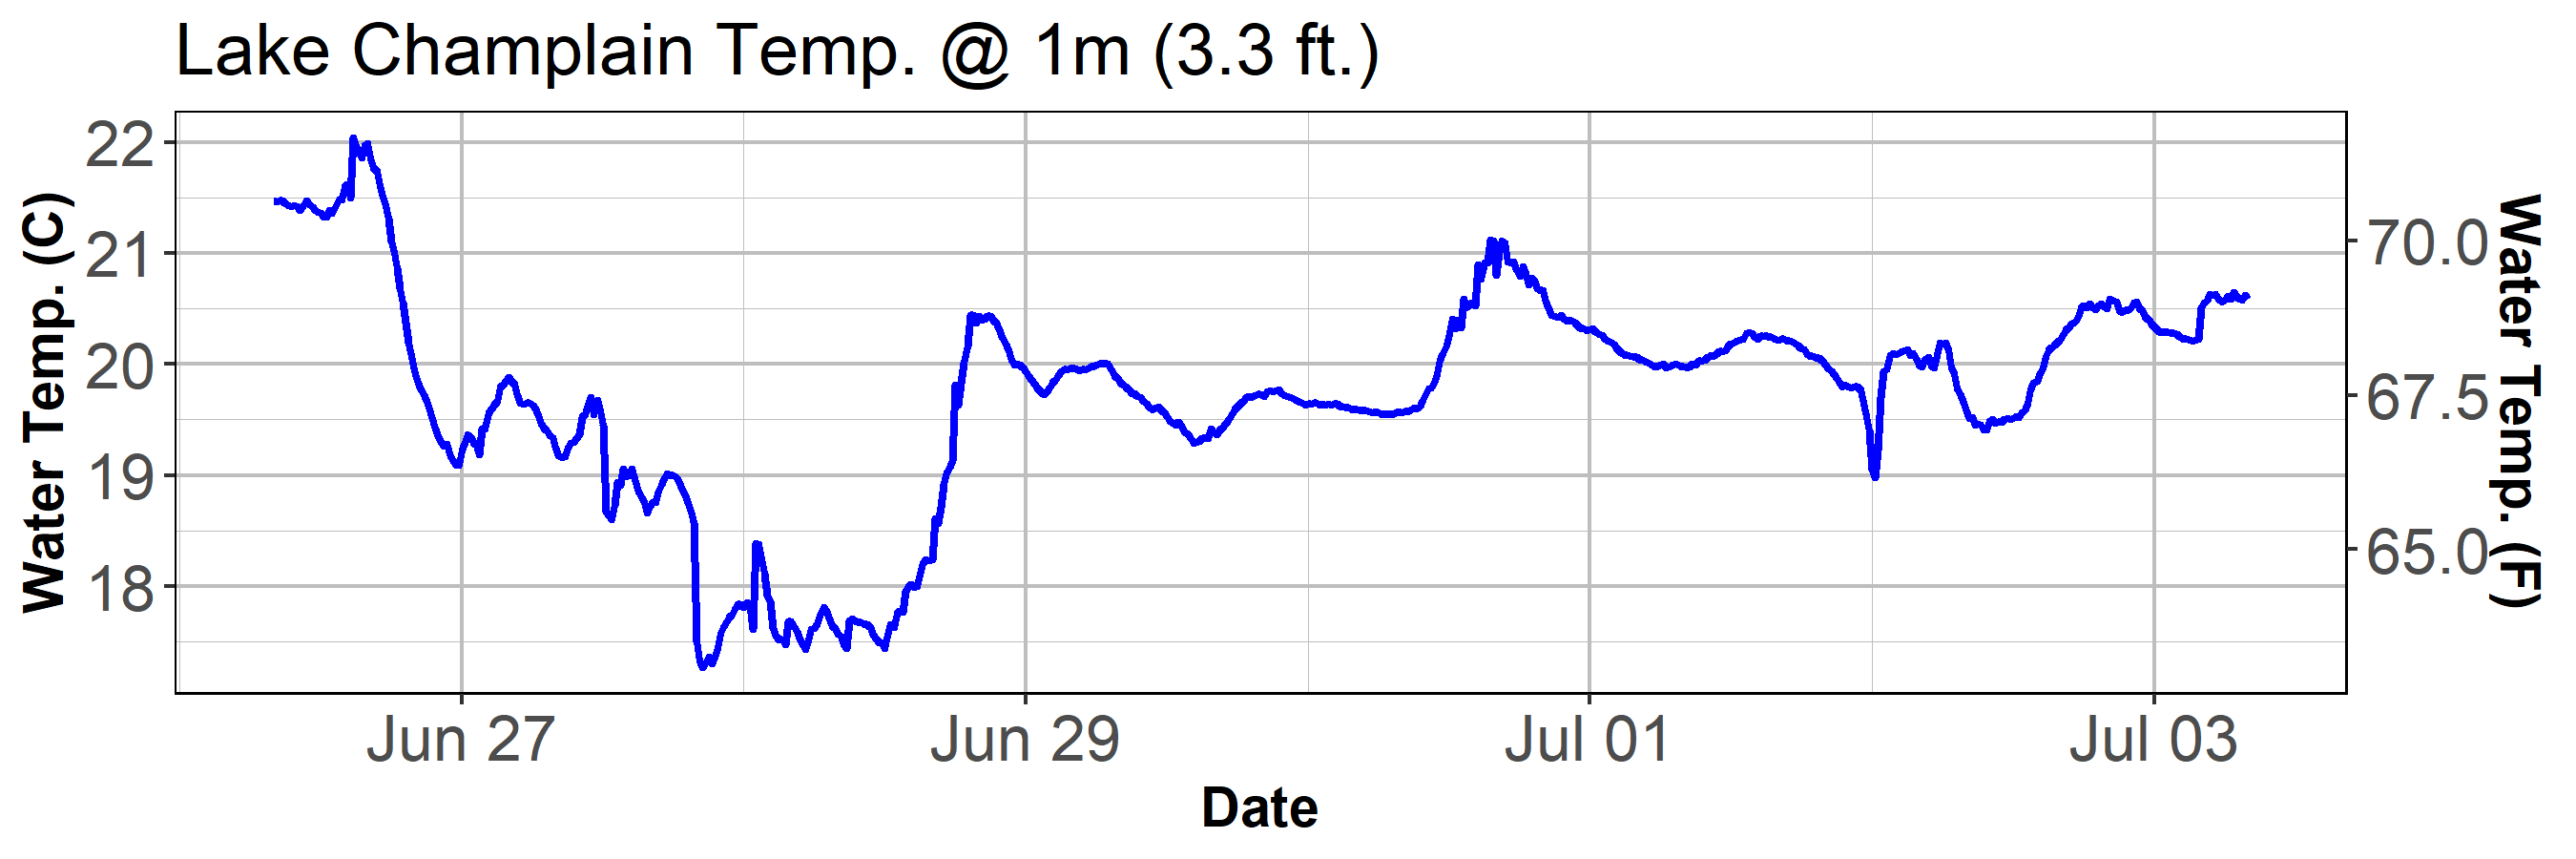 Lake Champlain Temp. @ 1m (3.3 ft.)
Water Temp. (C)
22
21
20
19
18
70.0
67.5
65.0
Water Temp. (F)
Jun 27
Jun 29
Jul 01
Jul 03
Date